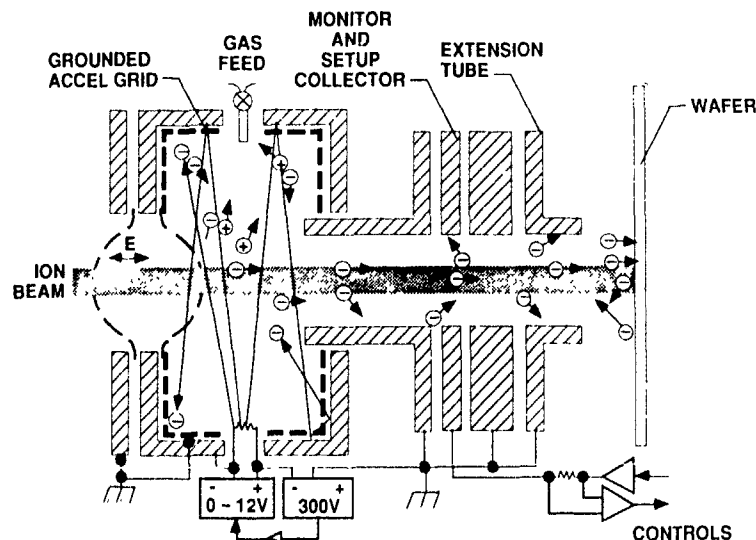 MONITOR
AND
SETUP
COLLECTOR
GAS
FEED
GROUNDED
ACCEL GRID
EXTENSION
TUBE
WAFER
E
ION
BEAM
- +
0 ~ 12V
- +
300V
CONTROLS